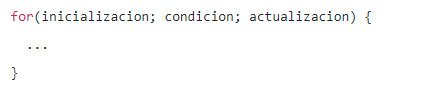 for(inicializacion; condicion; actualizacion) {
  ...
}